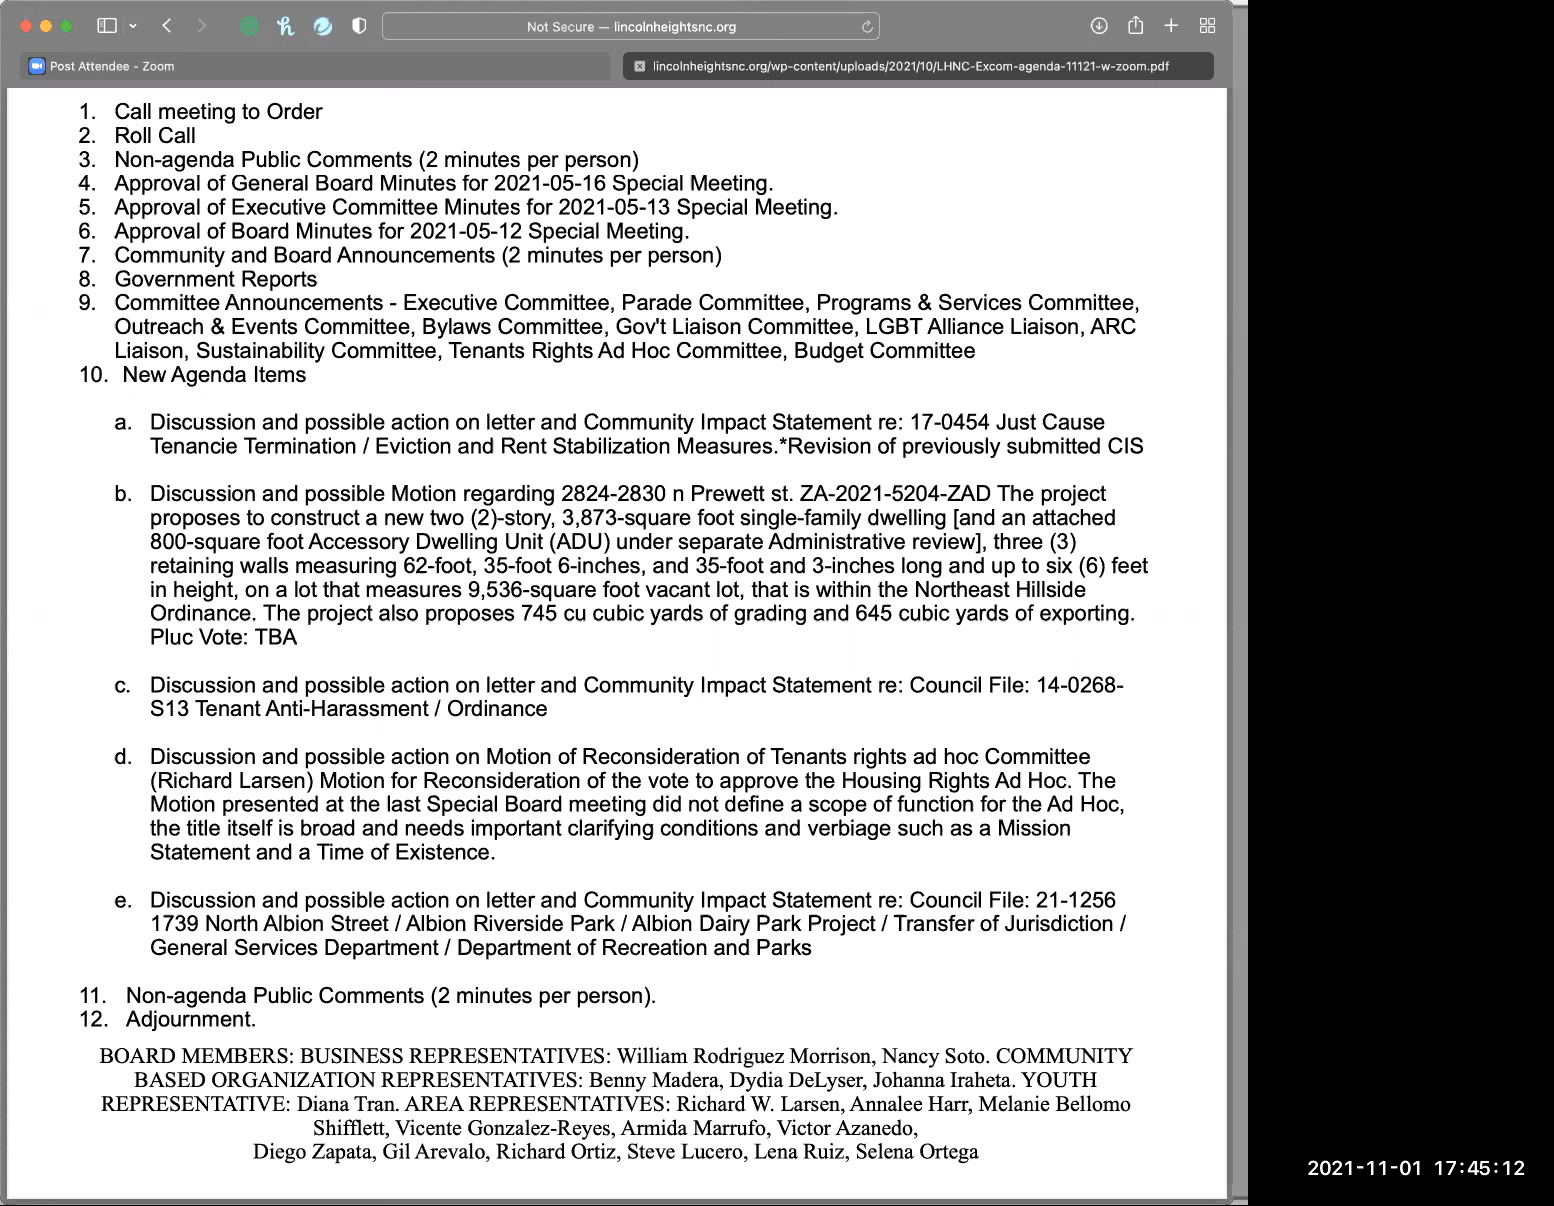 Not Secure — lincolnheightsnc.org
Post Attendee - Zoom
lincolnheightsnc.org/wp-content/uploads/2021/10/LHNC-Excom-agenda-11121-w-zoom.pdf
1. Call meeting to Order
2. Roll Call
3. Non-agenda Public Comments (2 minutes per person)
4. Approval of General Board Minutes for 2021-05-16 Special Meeting.
5. Approval of Executive Committee Minutes for 2021-05-13 Special Meeting.
6. Approval of Board Minutes for 2021-05-12 Special Meeting.
7. Community and Board Announcements (2 minutes per person)
8. Government Reports
9. Committee Announcements - Executive Committee, Parade Committee, Programs & Services Committee,
Outreach & Events Committee, Bylaws Committee, Gov't Liaison Committee, LGBT Alliance Liaison, ARC
Liaison, Sustainability Committee, Tenants Rights Ad Hoc Committee, Budget Committee
10. New Agenda Items
a. Discussion and possible action on letter and Community Impact Statement re: 17-0454 Just Cause
Tenancie Termination / Eviction and Rent Stabilization Measures.*Revision of previously submitted CIS
b. Discussion and possible Motion regarding 2824-2830 n Prewett st. ZA-2021-5204-ZAD The project
proposes to construct a new two (2)-story, 3,873-square foot single-family dwelling [and an attached
800-square foot Accessory Dwelling Unit (ADU) under separate Administrative review], three (3)
retaining walls measuring 62-foot, 35-foot 6-inches, and 35-foot and 3-inches long and up to six (6) feet
in height, on a lot that measures 9,536-square foot vacant lot, that is within the Northeast Hillside
Ordinance. The project also proposes 745 cu cubic yards of grading and 645 cubic yards of exporting.
Pluc Vote: TBA
c. Discussion and possible action on letter and Community Impact Statement re: Council File: 14-0268-
S13 Tenant Anti-Harassment / Ordinance
d. Discussion and possible action on Motion of Reconsideration of Tenants rights ad hoc Committee
(Richard Larsen) Motion for Reconsideration of the vote to approve the Housing Rights Ad Hoc. The
Motion presented at the last Special Board meeting did not define a scope of function for the Ad Hoc,
the title itself is broad and needs important clarifying conditions and verbiage such as a Mission
Statement and a Time of Existence.
e. Discussion and possible action on letter and Community Impact Statement re: Council File: 21-1256
1739 North Albion Street / Albion Riverside Park / Albion Dairy Park Project / Transfer of Jurisdiction /
General Services Department / Department of Recreation and Parks
11. Non-agenda Public Comments (2 minutes per person).
12. Adjournment.
BOARD MEMBERS: BUSINESS REPRESENTATIVES: William Rodriguez Morrison, Nancy Soto. COMMUNITY
BASED ORGANIZATION REPRESENTATIVES: Benny Madera, Dydia DeLyser, Johanna Iraheta. YOUTH
REPRESENTATIVE: Diana Tran. AREA REPRESENTATIVES: Richard W. Larsen, Annalee Harr, Melanie Bellomo
Shifflett, Vicente Gonzalez-Reyes, Armida Marrufo, Victor Azanedo,
Diego Zapata, Gil Arevalo, Richard Ortiz, Steve Lucero, Lena Ruiz, Selena Ortega
2021-11-01 17:45:12